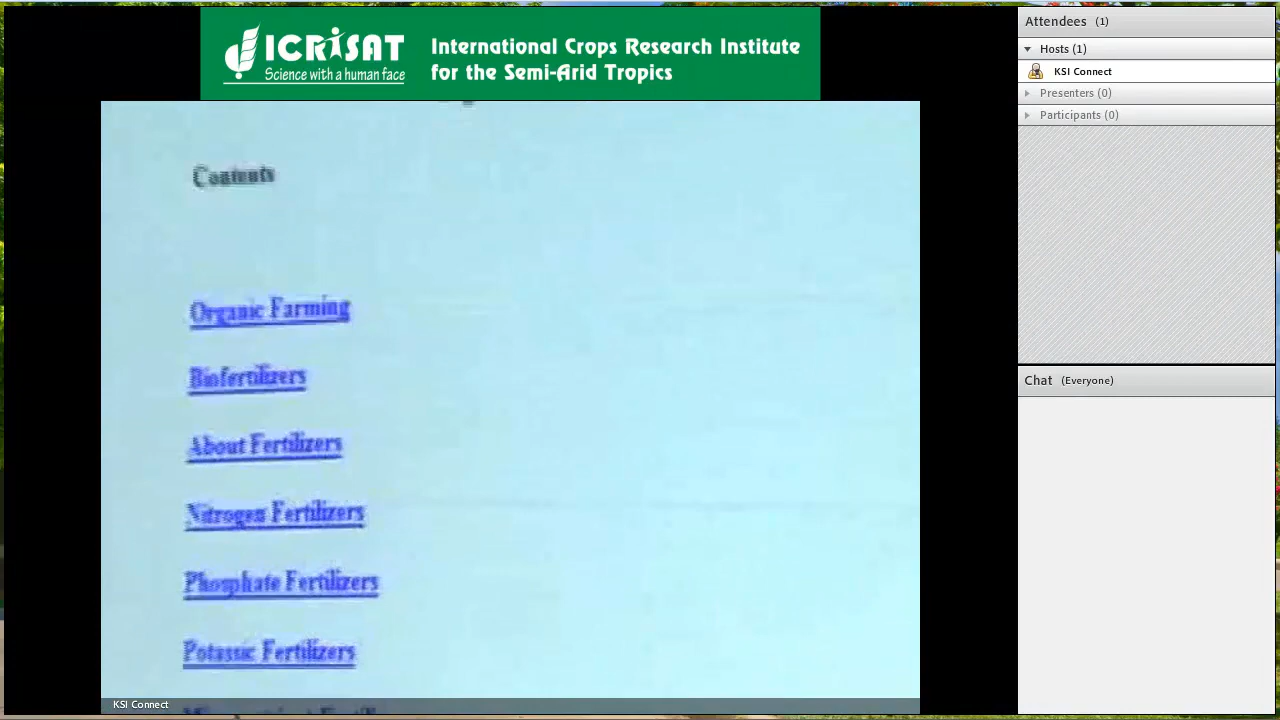 ICRISAT
Science with a human face
International Crops Research Institute
for the Semi-Arid Tropics
Contents
Organic Farming
Biofertilizers
About Fertilizers
Nitrogen Fertilizers
Phosphate Fertilizers
Potassic Fertilizers
KSI Connect
Attendees (1)
Hosts (1)
KSI Connect
Presenters (0)
Participants (0)
Chat (Everyone)